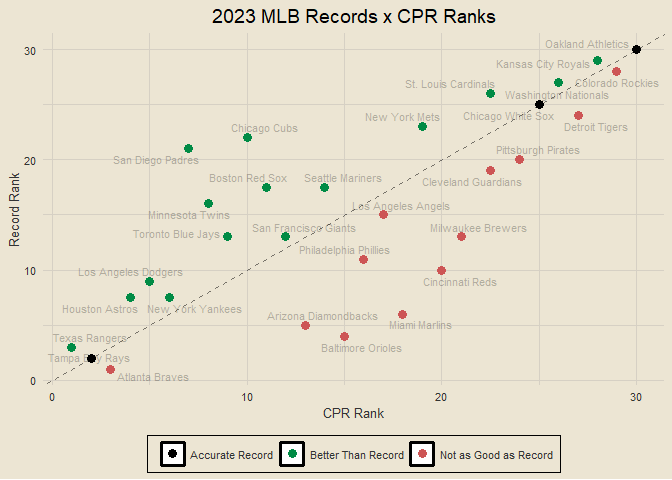 2023 MLB Records x CPR Ranks
Oakland Athletics
Kansas City Royals
St. Louis Cardinals
Colorado Rockies
Washington Nationals
New York Mets
Chicago White Sox
Chicago Cubs
Detroit Tigers
San Diego Padres
Pittsburgh Pirates
Boston Red Sox
Seattle Mariners
Cleveland Guardians
Minnesota Twins
Los Angeles Angels
Toronto Blue Jays
San Francisco Giants
Milwaukee Brewers
Philadelphia Phillies
Los Angeles Dodgers
Cincinnati Reds
Houston Astros
New York Yankees
Arizona Diamondbacks
Miami Marlins
Texas Rangers
Baltimore Orioles
Tampa Bay Rays
Atlanta Braves
30
20
10
0
Record Rank
0 10 20 30
CPR Rank
Accurate Record Better Than Record Not as Good as Record